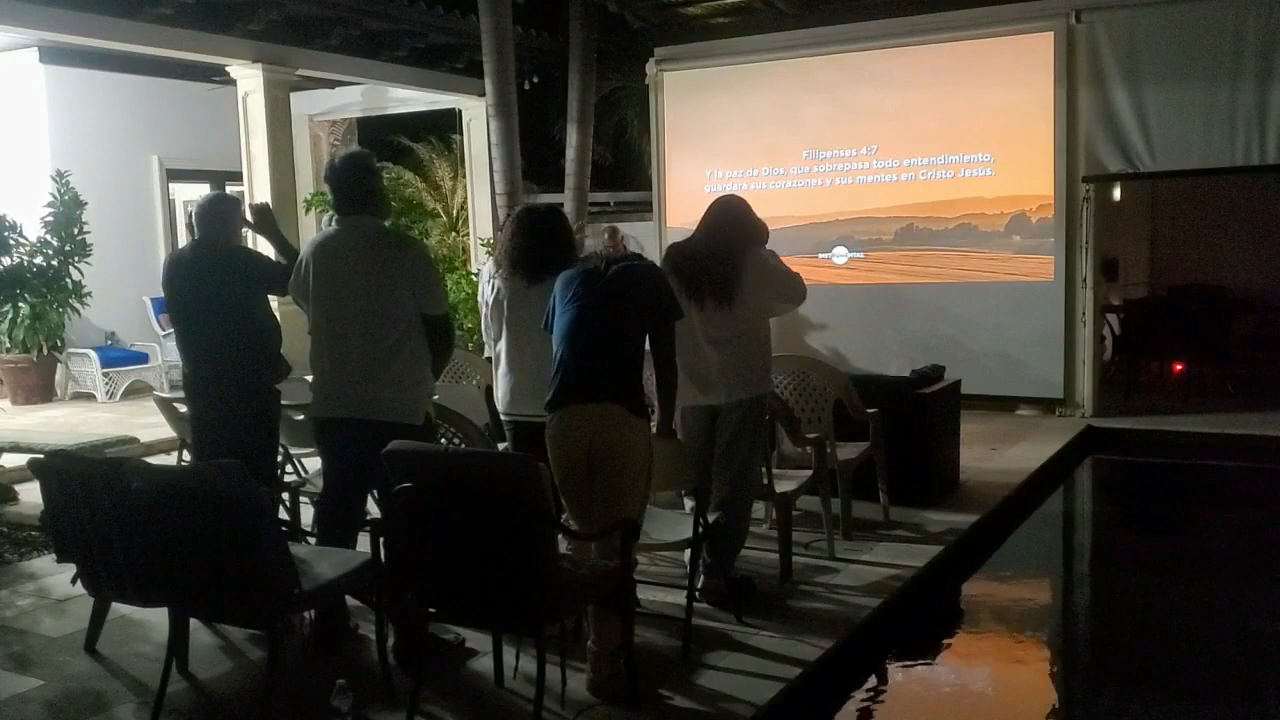 Filipenses 4:7
Y la paz de Dios, que sobrepasa todo entendimiento,
guardará sus corazones y sus mentes en Cristo Jesús.
INSTRUMENTAL